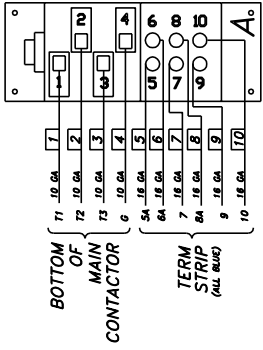 2 4 6 8 10 A
1 3 5 7 9
1 2 3 4 5 6 7 8 9 10
10 GA 10 GA 10 GA 10 GA 16 GA 16 GA 16 GA 16 GA 16 GA 16 GA
T1 T2 T3 G 5A 6A 7 8A 9 10
BOTTOM
OF
MAIN
CONTACTOR
TERM
STRIP
(ALL BLUE)